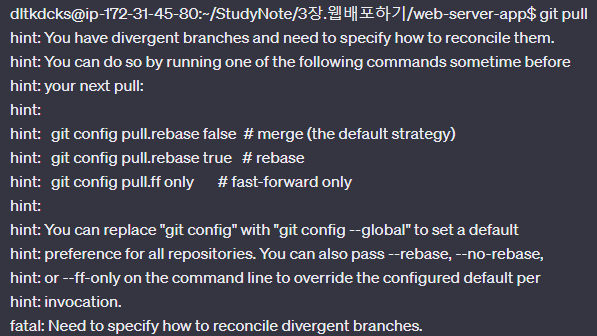 dltkdcks@ip-172-31-45-80:~/StudyNote/3장.웹배포하기/web-server-app$ git pull
hint: You have divergent branches and need to specify how to reconcile them.
hint: You can do so by running one of the following commands sometime before
hint: your next pull:
hint:
hint:   git config pull.rebase false  # merge (the default strategy)
hint:   git config pull.rebase true   # rebase
hint:   git config pull.ff only       # fast-forward only
hint:
hint: You can replace "git config" with "git config --global" to set a default
hint: preference for all repositories. You can also pass --rebase, --no-rebase,
hint: or --ff-only on the command line to override the configured default per
hint: invocation.
fatal: Need to specify how to reconcile divergent branches.